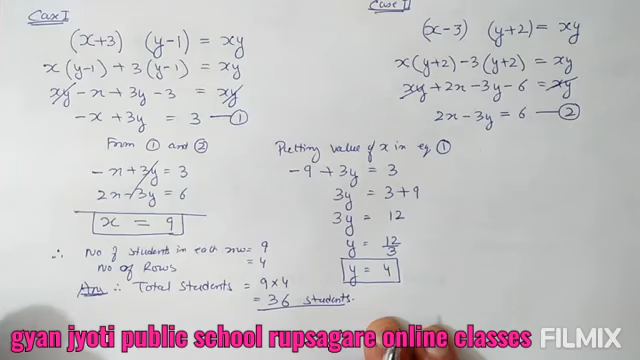 Case I
(x+3) (y-1) = xy
x(y-1) + 3(y-1) = xy
xy - x + 3y - 3 = xy
-x + 3y = 3 —①
From ① and ②
-x + 3y = 3
2x - 3y = 6
x = 9
∴ No of students in each row = 9
No of Rows = 4
Ans ∴ Total Students = 9×4
= 36 students.
Case II
(x-3) (y+2) = xy
x(y+2) - 3(y+2) = xy
xy + 2x - 3y - 6 = xy
2x - 3y = 6 —②
Putting value of x in eq ①
-9 + 3y = 3
3y = 3+9
3y = 12
y = 12/3
y = 4
gyan jyoti public school rupsagare online classes
FILMIX